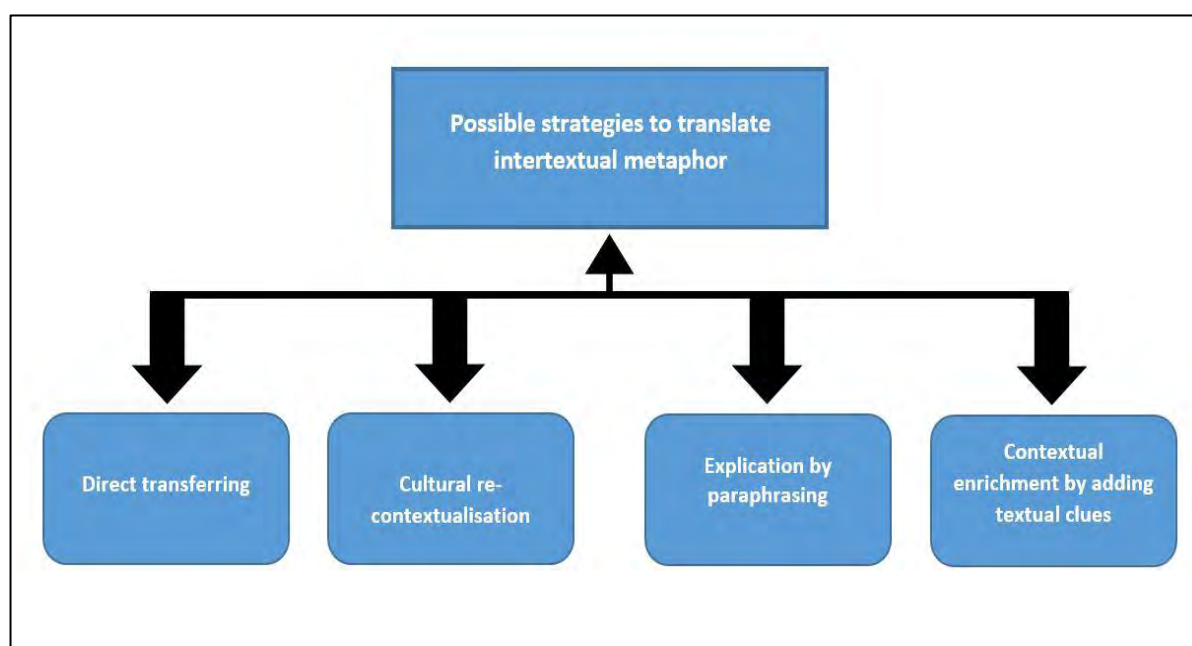 Possible strategies to translate
intertextual metaphor
Direct transferring
Cultural re-
contextualisation
Explication by
paraphrasing
Contextual
enrichment by adding
textual clues